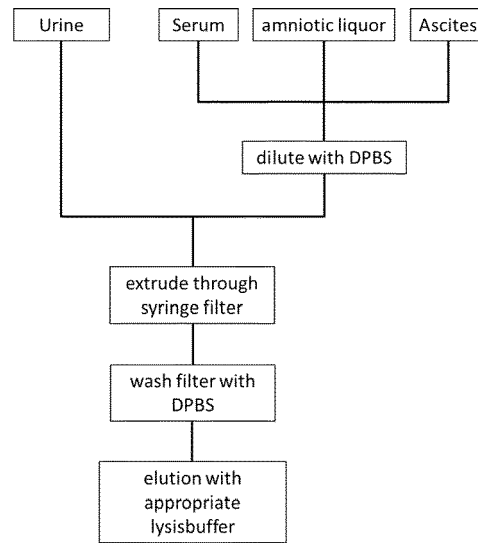 Urine
Serum
amniotic liquor
Ascites
dilute with DPBS
extrude through
syringe filter
wash filter with
DPBS
elution with
appropriate
lysisbuffer